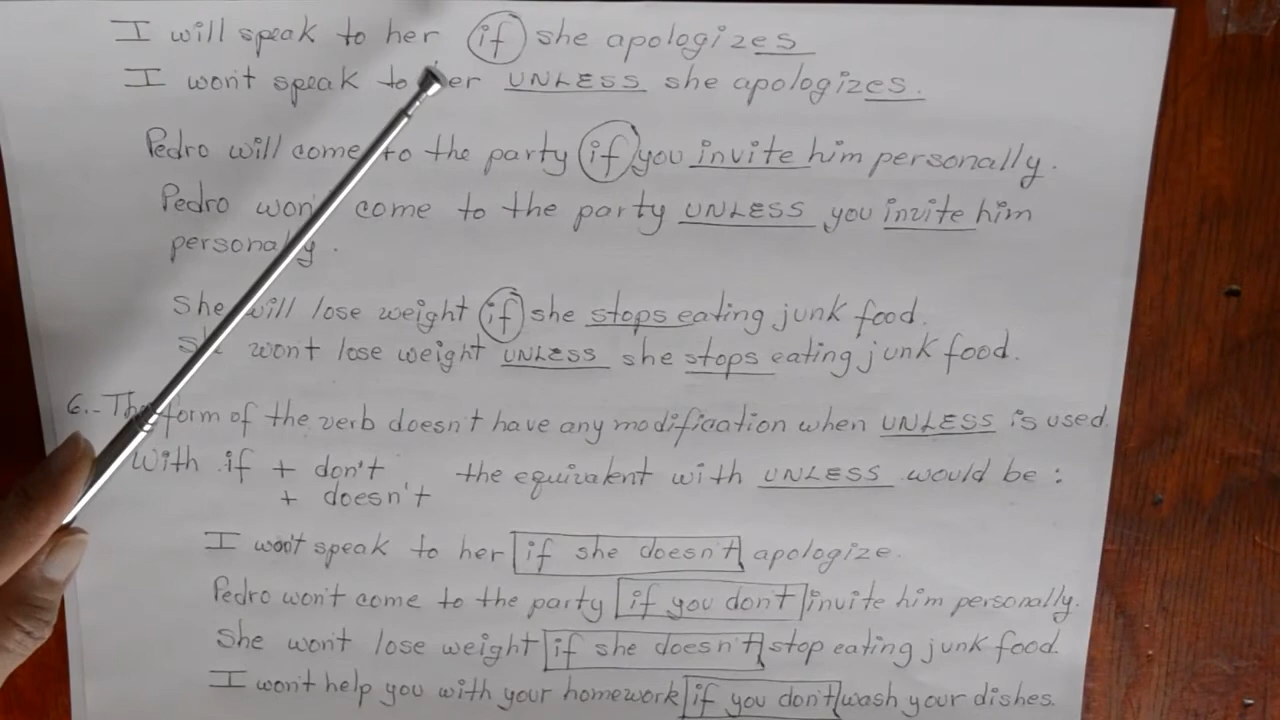 I will speak to her if she apologizes
I won't speak to her UNLESS she apologizes.
Pedro will come to the party if you invite him personally.
Pedro won't come to the party UNLESS you invite him
personally.
She will lose weight if she stops eating junk food.
She won't lose weight UNLESS she stops eating junk food.
6.- The form of the verb doesn't have any modification when UNLESS is used.
With if + don't the equivalent with UNLESS would be:
+ doesn't
I won't speak to her if she doesn't apologize.
Pedro won't come to the party if you don't invite him personally.
She won't lose weight if she doesn't stop eating junk food.
I won't help you with your homework if you don't wash your dishes.